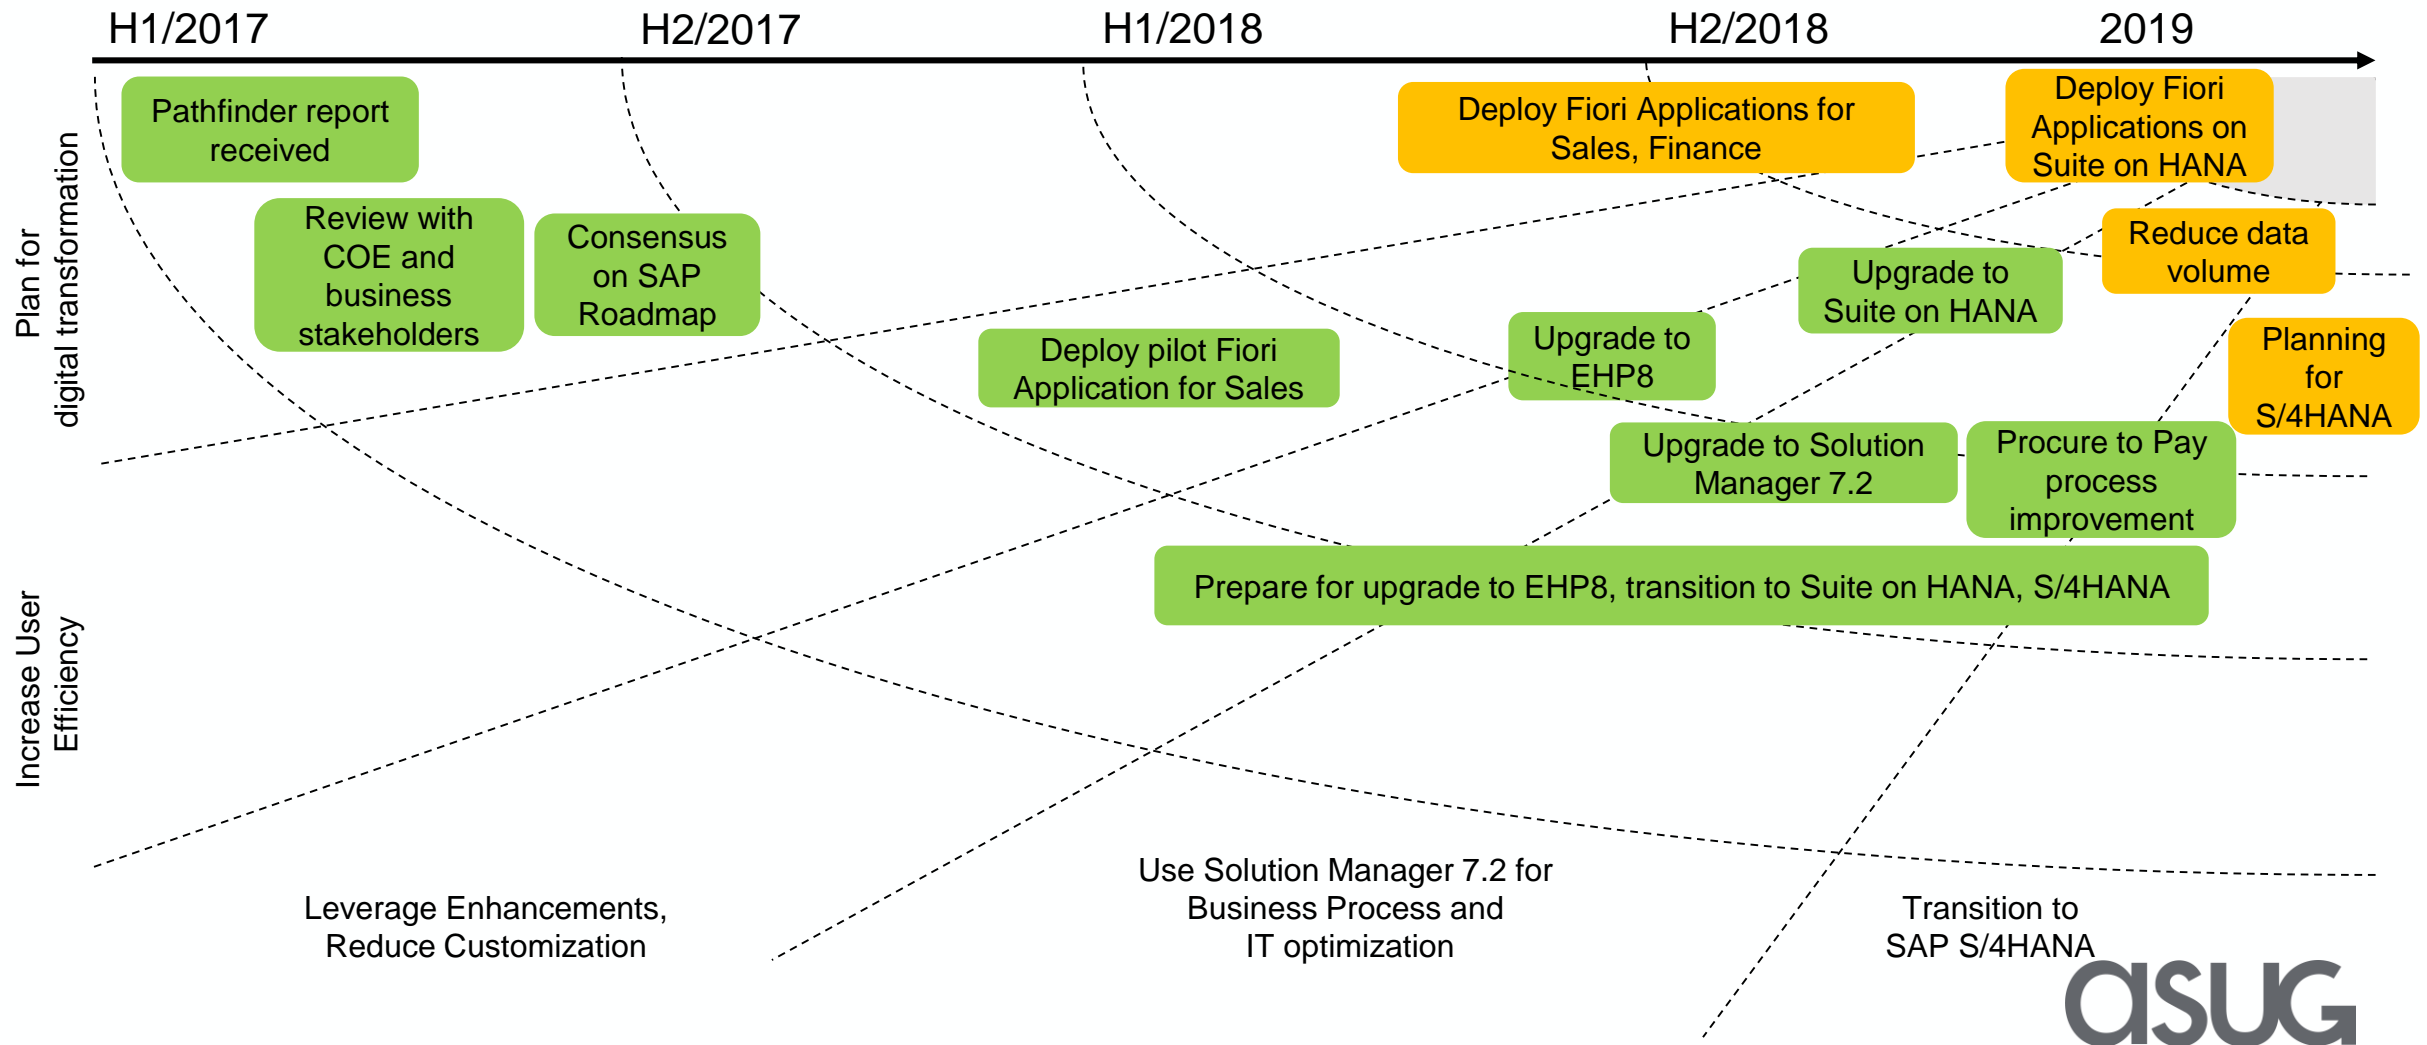 H1/2017
H2/2017
H1/2018
H2/2018
2019
Plan for
digital transformation
Increase User
Efficiency
Pathfinder report
received
Review with
COE and
business
stakeholders
Consensus
on SAP
Roadmap
Deploy pilot Fiori
Application for Sales
Deploy Fiori Applications for
Sales, Finance
Deploy Fiori
Applications on
Suite on HANA
Reduce data
volume
Upgrade to
Suite on HANA
Upgrade to
EHP8
Planning
for
S/4HANA
Upgrade to Solution
Manager 7.2
Procure to Pay
process
improvement
Prepare for upgrade to EHP8, transition to Suite on HANA, S/4HANA
Leverage Enhancements,
Reduce Customization
Use Solution Manager 7.2 for
Business Process and
IT optimization
Transition to
SAP S/4HANA
asug